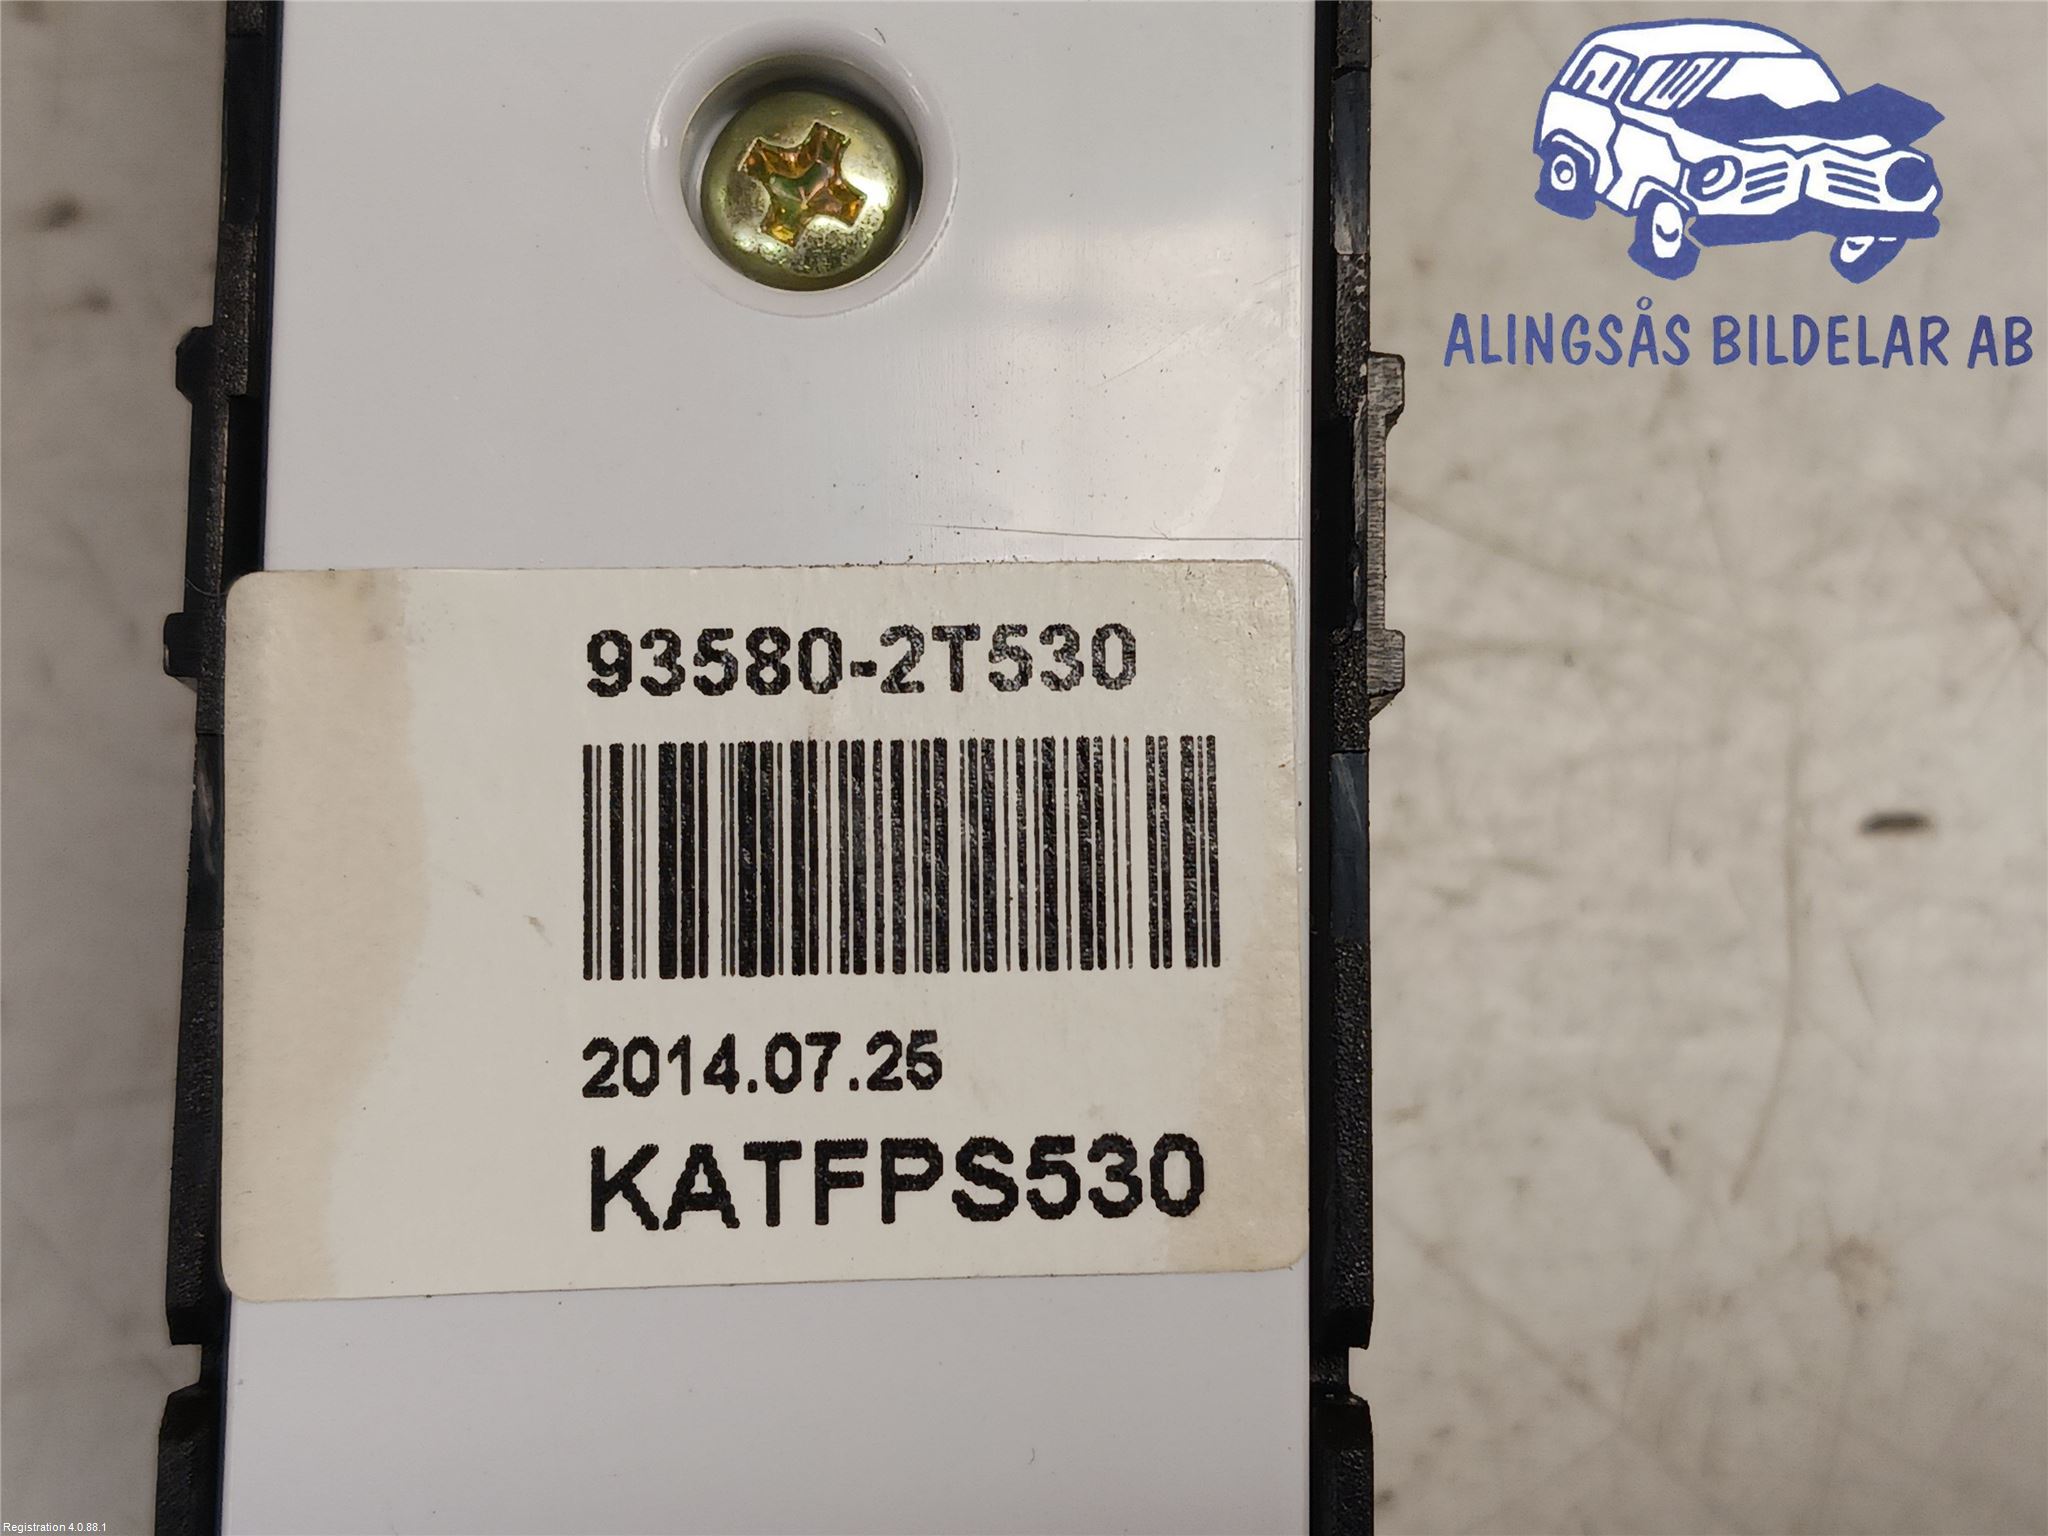 ALINGSÅS BILDELAR AB
93580-2T530
2014.07.25
KATFPS530
Registration 4.0.88.1